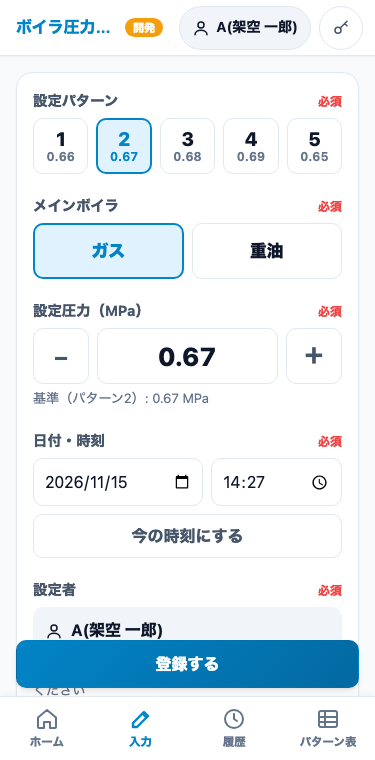 ボイラ圧力... 開発 A(架空 一郎)
設定パターン 必須
1 2 3 4 5
0.66 0.67 0.68 0.69 0.65
メインボイラ 必須
ガス 重油
設定圧力（MPa） 必須
− 0.67 +
基準（パターン2）: 0.67 MPa
日付・時刻 必須
2026/11/15 14:27
今の時刻にする
設定者 必須
A(架空 一郎)
登録する
ください
ホーム 入力 履歴 パターン表